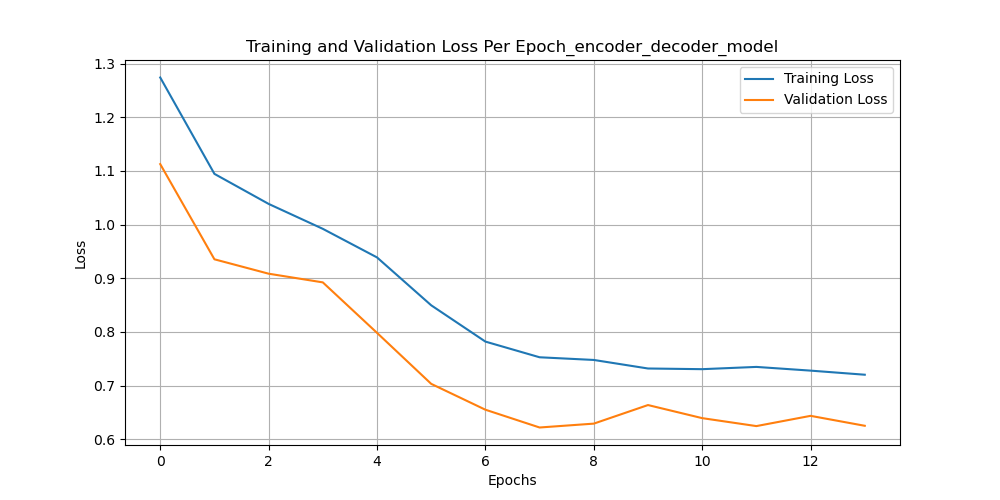 Training and Validation Loss Per Epoch_encoder_decoder_model
Training Loss
Validation Loss
Loss
1.3
1.2
1.1
1.0
0.9
0.8
0.7
0.6
0 2 4 6 8 10 12
Epochs